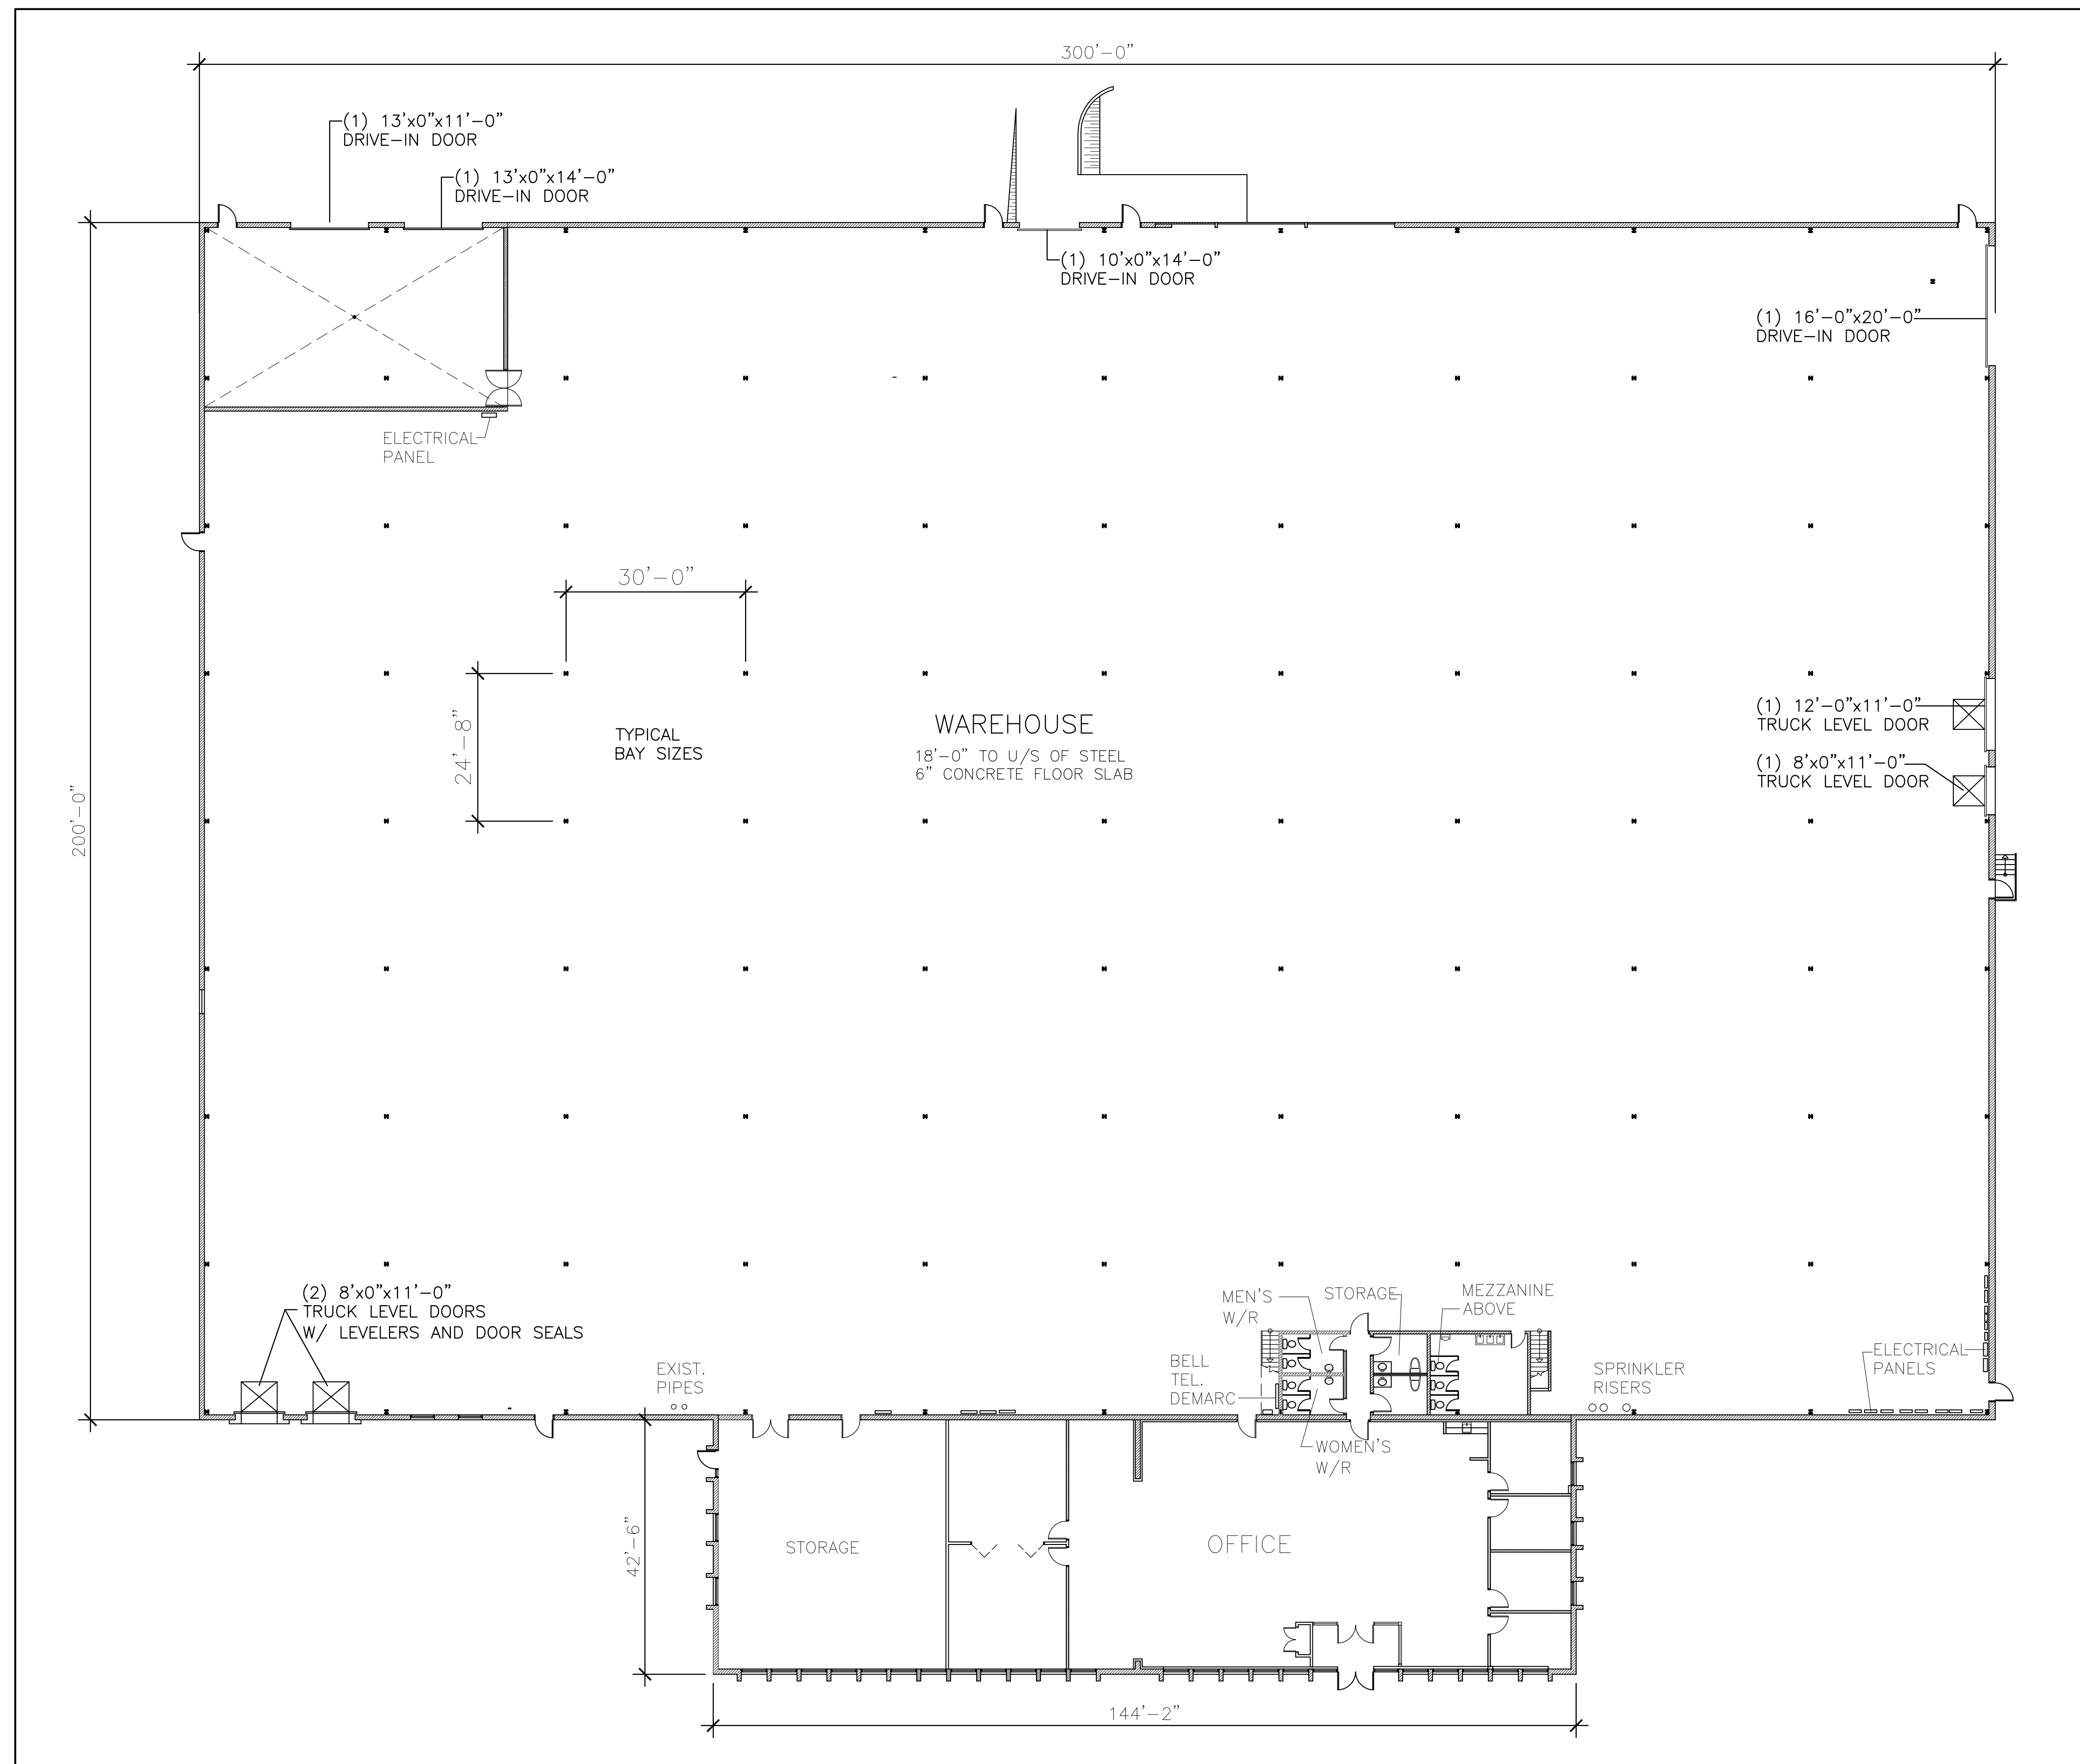 300'-0"
(1) 13'x0"x11'-0"
DRIVE-IN DOOR
(1) 13'x0"x14'-0"
DRIVE-IN DOOR
(1) 10'x0"x14'-0"
DRIVE-IN DOOR
(1) 16'-0"x20'-0"
DRIVE-IN DOOR
ELECTRICAL
PANEL
30'-0"
24'-8"
TYPICAL
BAY SIZES
WAREHOUSE
18'-0" TO U/S OF STEEL
6" CONCRETE FLOOR SLAB
(1) 12'-0"x11'-0"
TRUCK LEVEL DOOR
(1) 8'x0"x11'-0"
TRUCK LEVEL DOOR
200'-0"
(2) 8'x0"x11'-0"
TRUCK LEVEL DOORS
W/ LEVELERS AND DOOR SEALS
EXIST.
PIPES
MEN'S
W/R
STORAGE
MEZZANINE
ABOVE
BELL
TEL.
DEMARC
SPRINKLER
RISERS
ELECTRICAL
PANELS
WOMEN'S
W/R
42'-6"
STORAGE
OFFICE
144'-2"